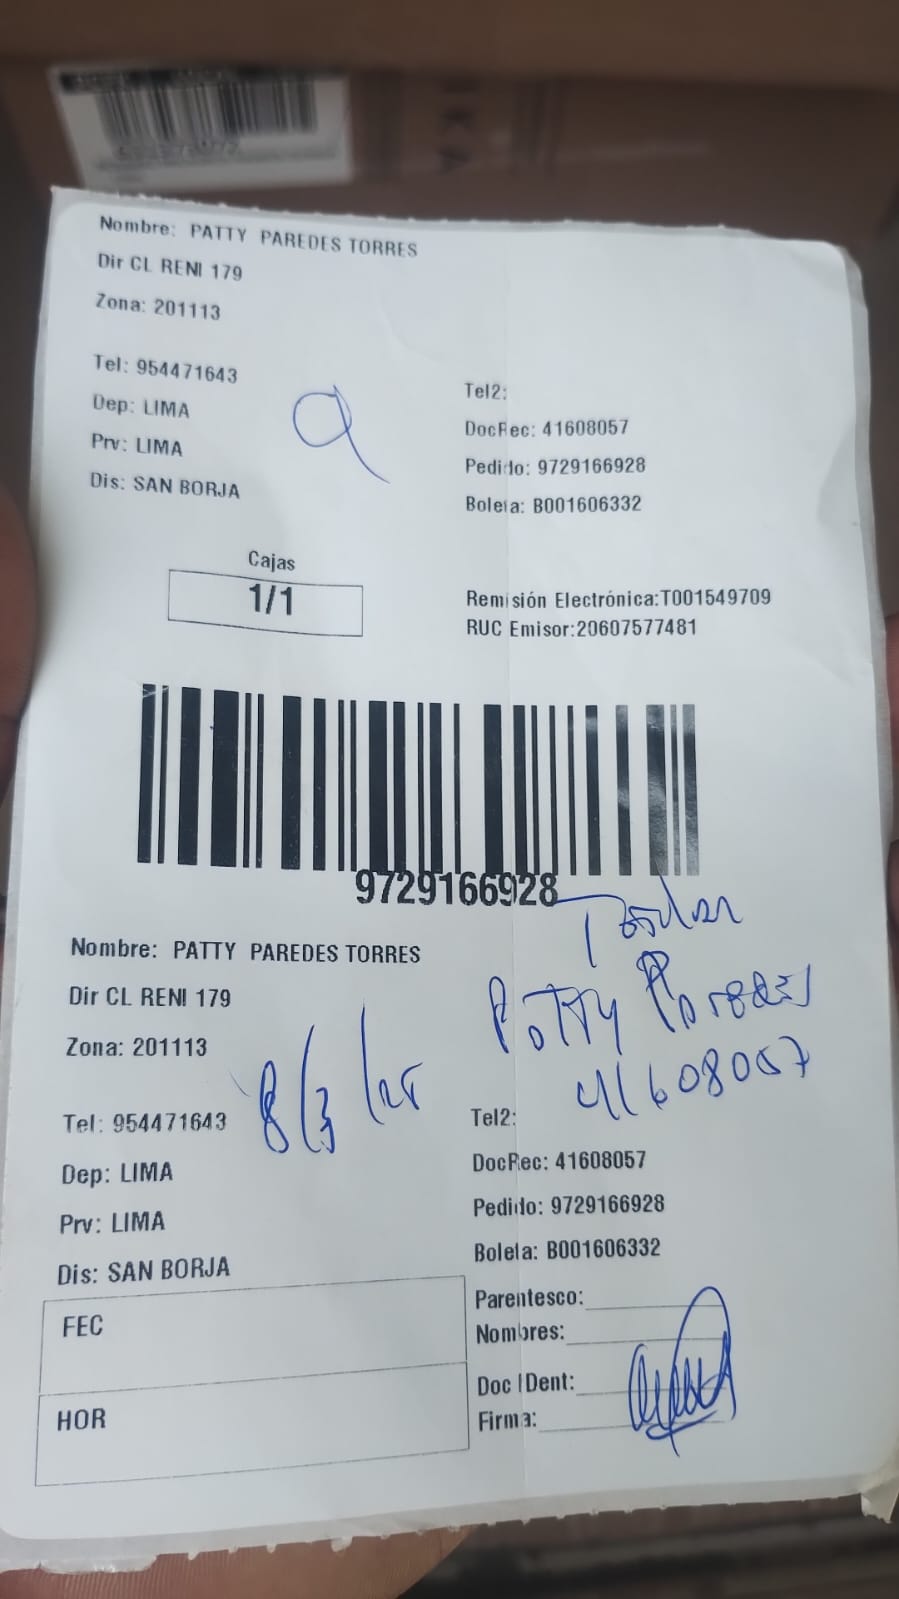 IKA
Nombre: PATTY PAREDES TORRES
Dir CL RENI 179
Zona: 201113
Tel: 954471643
Dep: LIMA
Prv: LIMA
Dis: SAN BORJA
Tel2:
DocRec: 41608057
Pedido: 9729166928
Boleta: B001606332
Cajas
1/1
Remisión Electrónica:T001549709
RUC Emisor:20607577481
9729166928
Nombre: PATTY PAREDES TORRES
Dir CL RENI 179
Zona: 201113
Tel: 954471643
Dep: LIMA
Prv: LIMA
Dis: SAN BORJA
8/3/25
Patty Paredes
41608057
Tel2:
DocRec: 41608057
Pedido: 9729166928
Boleta: B001606332
FEC
HOR
Parentesco:
Nombres:
Doc IDent:
Firma: